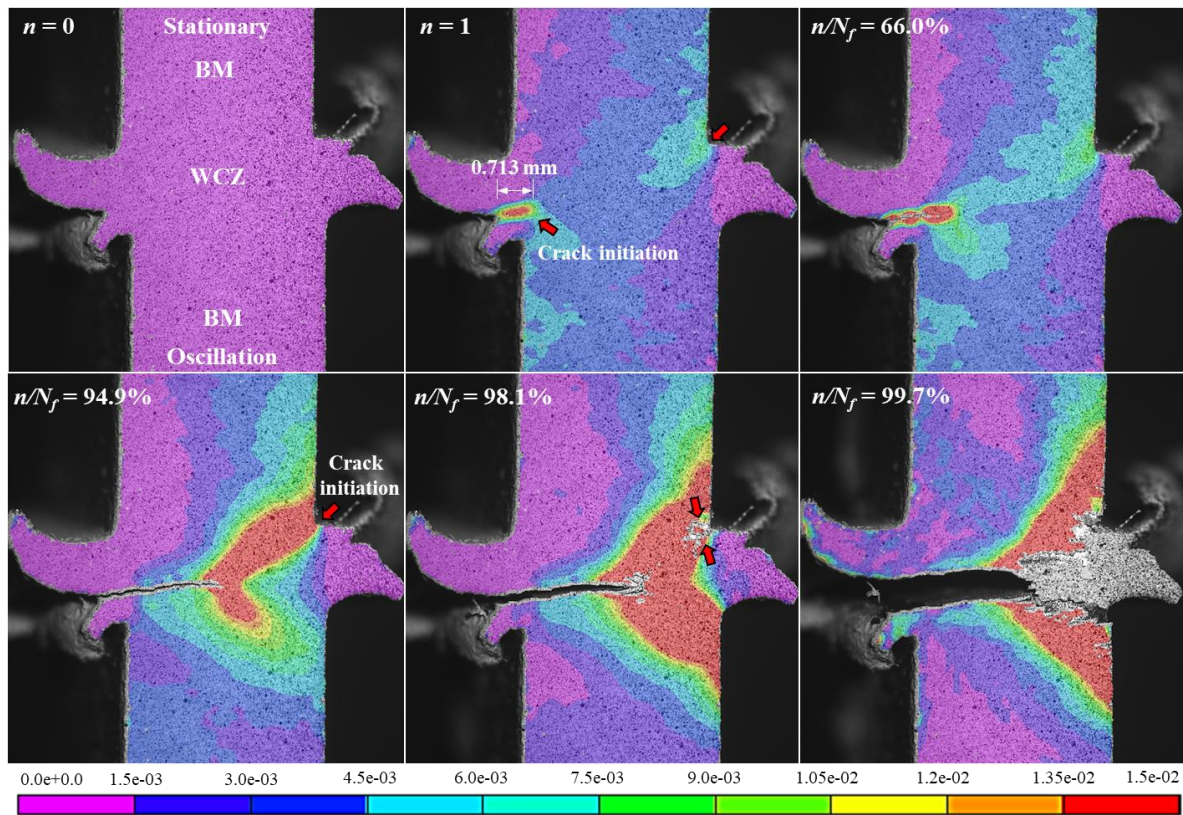 n = 0
Stationary
BM
WCZ
BM
Oscillation
n = 1
0.713 mm
Crack initiation
n/Nf = 66.0%
n/Nf = 94.9%
Crack
initiation
n/Nf = 98.1%
n/Nf = 99.7%
0.0e+0.0 1.5e-03 3.0e-03 4.5e-03 6.0e-03 7.5e-03 9.0e-03 1.05e-02 1.2e-02 1.35e-02 1.5e-02